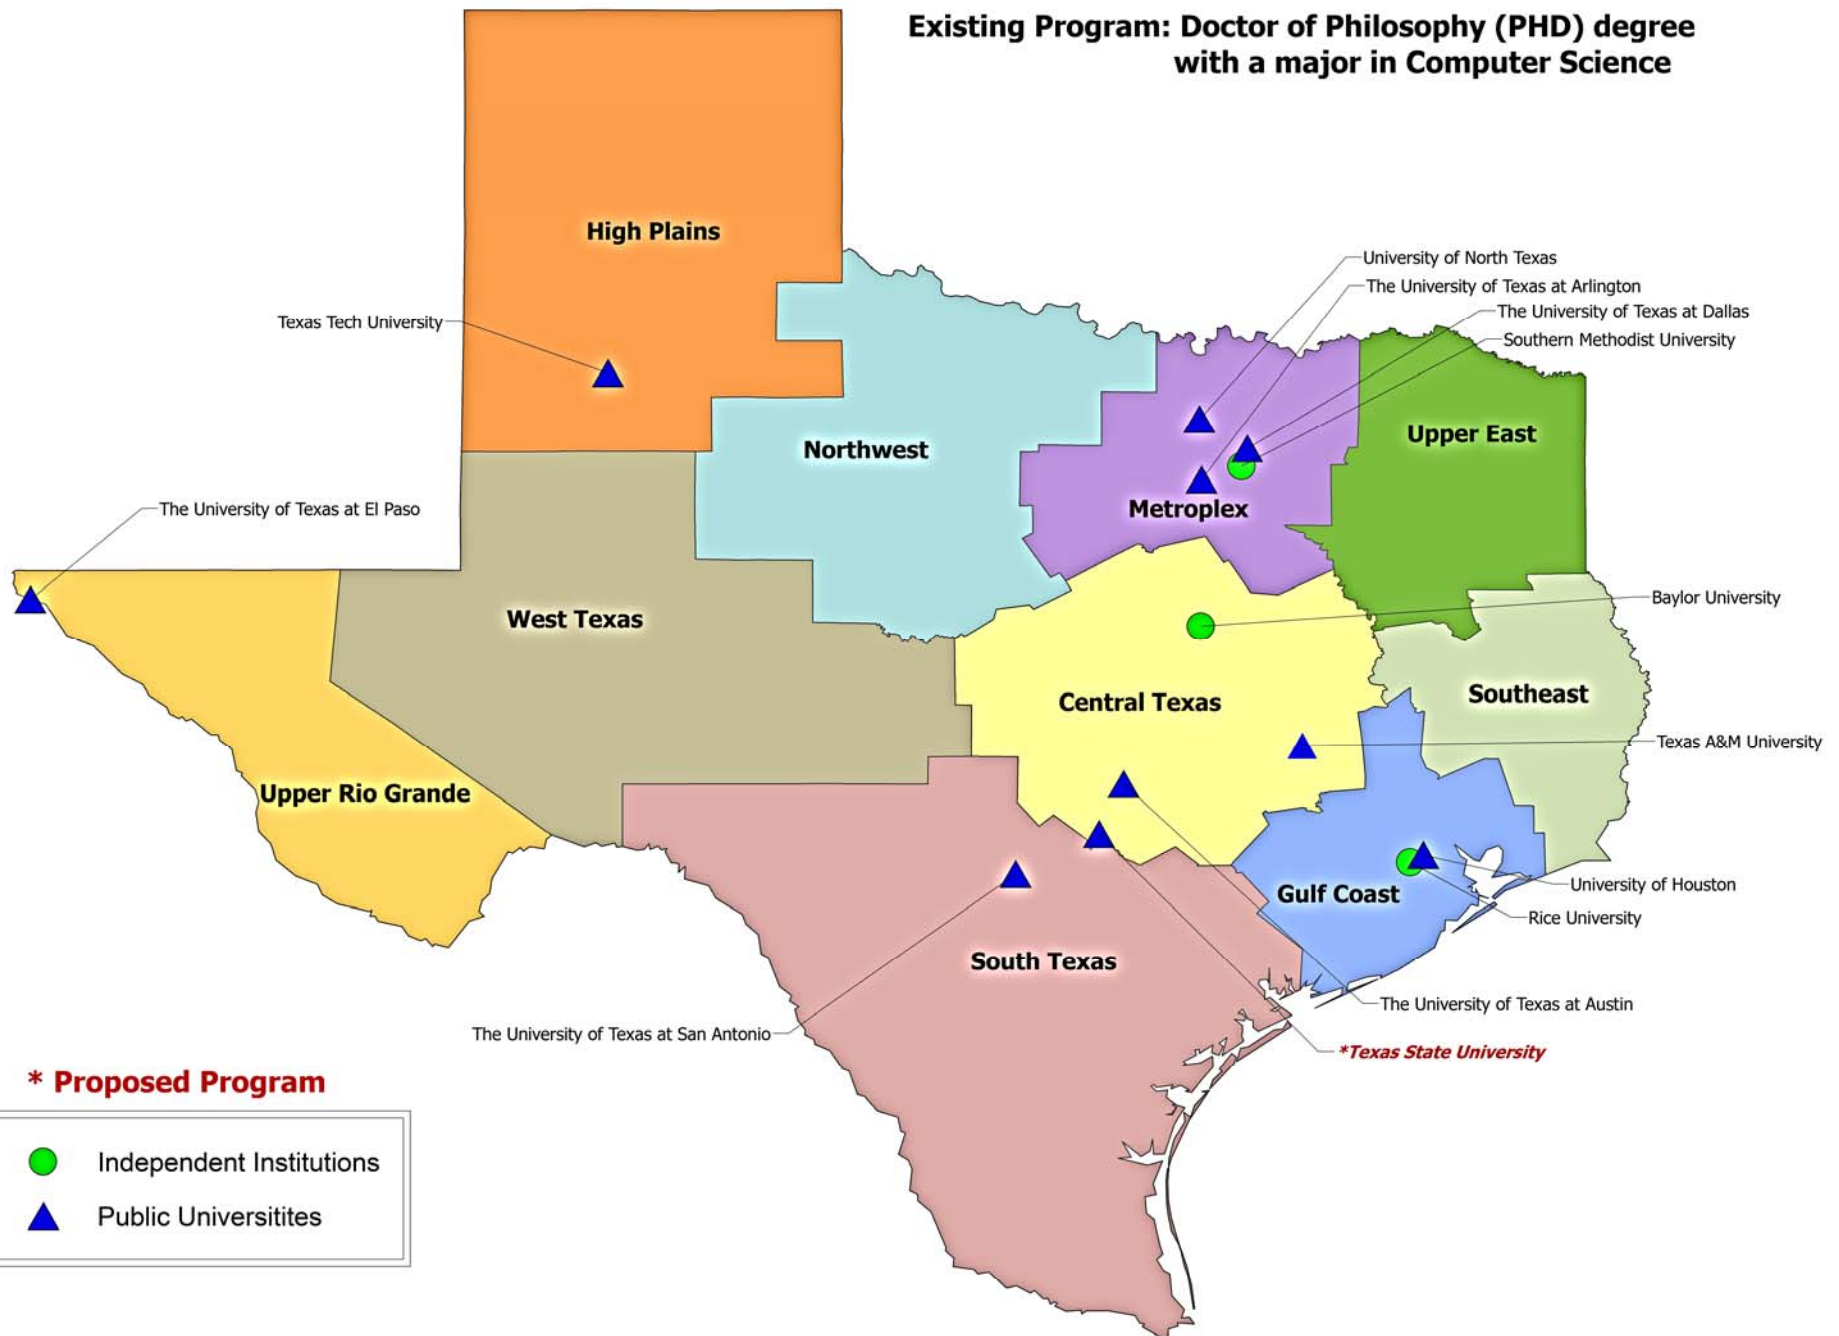 Existing Program: Doctor of Philosophy (PHD) degree
with a major in Computer Science
High Plains
University of North Texas
The University of Texas at Arlington
The University of Texas at Dallas
Texas Tech University
Southern Methodist University
Upper East
Northwest
Metroplex
The University of Texas at El Paso
Baylor University
West Texas
Southeast
Central Texas
Texas A&M University
Upper Rio Grande
University of Houston
Gulf Coast
Rice University
South Texas
The University of Texas at Austin
The University of Texas at San Antonio
*Texas State University
* Proposed Program
Independent Institutions
Public Universitites